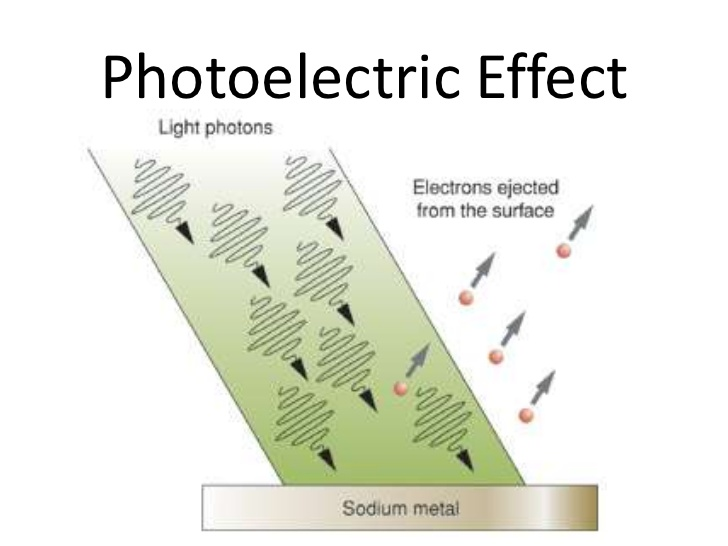 Photoelectric Effect
Light photons
Electrons ejected
from the surface
Sodium metal